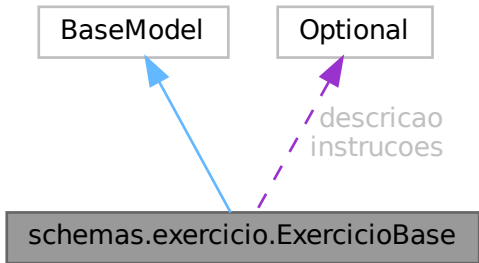 BaseModel
Optional
descricao
instrucoes
schemas.exercicio.ExercicioBase